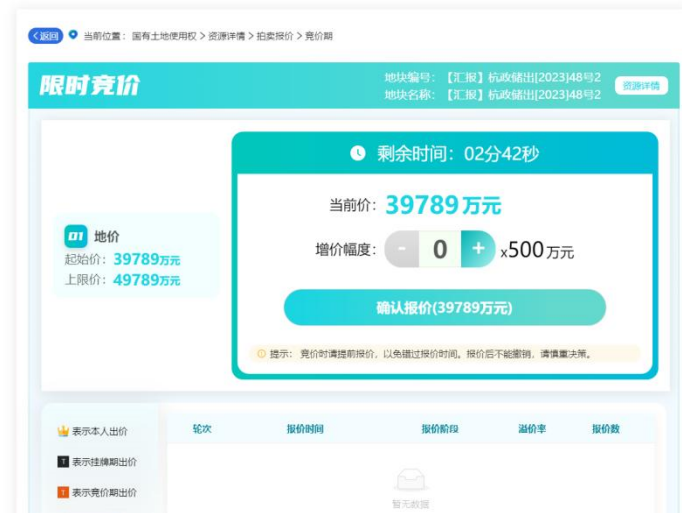 返回 当前位置：国有土地使用权 > 资源详情 > 拍卖报价 > 竞价期
限时竞价
地块编号：【汇报】杭政储出[2023]48号2
地块名称：【汇报】杭政储出[2023]48号2
资源详情
剩余时间：02分42秒
01 地价
起始价：39789万元
上限价：49789万元
当前价：39789万元
增价幅度：- 0 + x500万元
确认报价(39789万元)
提示：竞价时请提前报价，以免错过报价时间。报价后不能撤销，请慎重决策。
表示本人出价
T 表示挂牌期出价
T 表示竞价期出价
轮次 报价时间 报价阶段 溢价率 报价数
暂无数据